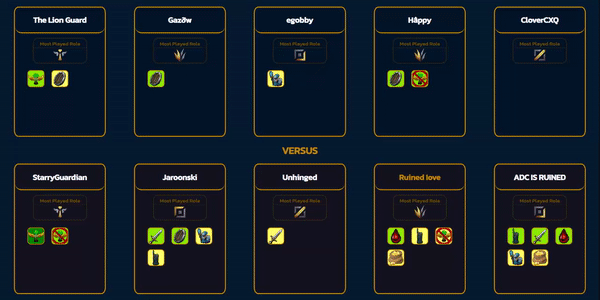 The Lion Guard
Gazðw
egobby
Håppy
CloverCXQ
Most Played Role
Most Played Role
Most Played Role
Most Played Role
Most Played Role
VERSUS
StarryGuardian
Jaroonski
Unhinged
Ruined love
ADC IS RUINED
Most Played Role
Most Played Role
Most Played Role
Most Played Role
Most Played Role